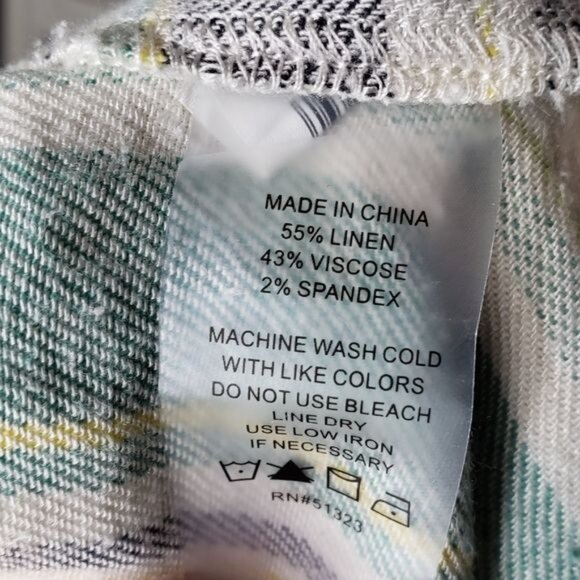 MADE IN CHINA
55% LINEN
43% VISCOSE
2% SPANDEX
MACHINE WASH COLD
WITH LIKE COLORS
DO NOT USE BLEACH
LINE DRY
USE LOW IRON
IF NECESSARY
RN#51323